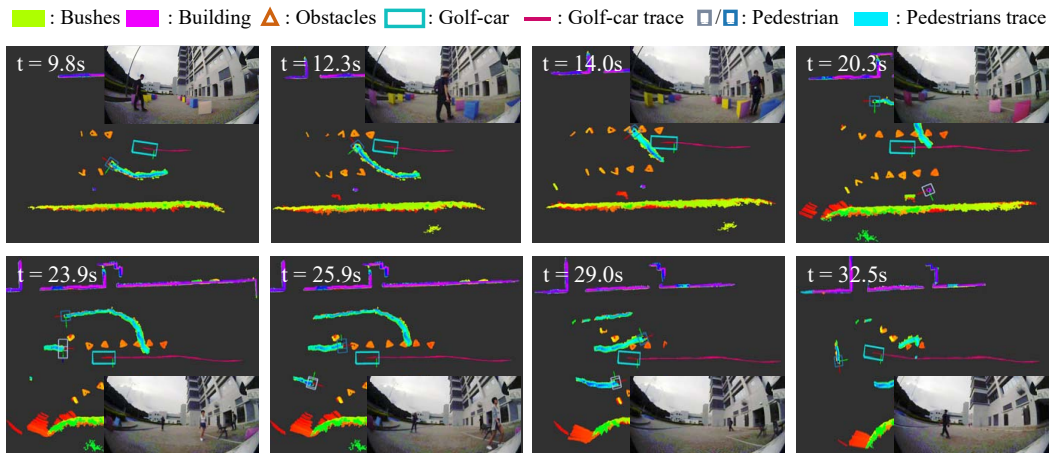 : Bushes : Building : Obstacles : Golf-car : Golf-car trace / : Pedestrian : Pedestrians trace
t = 9.8s t = 12.3s t = 14.0s t = 20.3s
t = 23.9s t = 25.9s t = 29.0s t = 32.5s